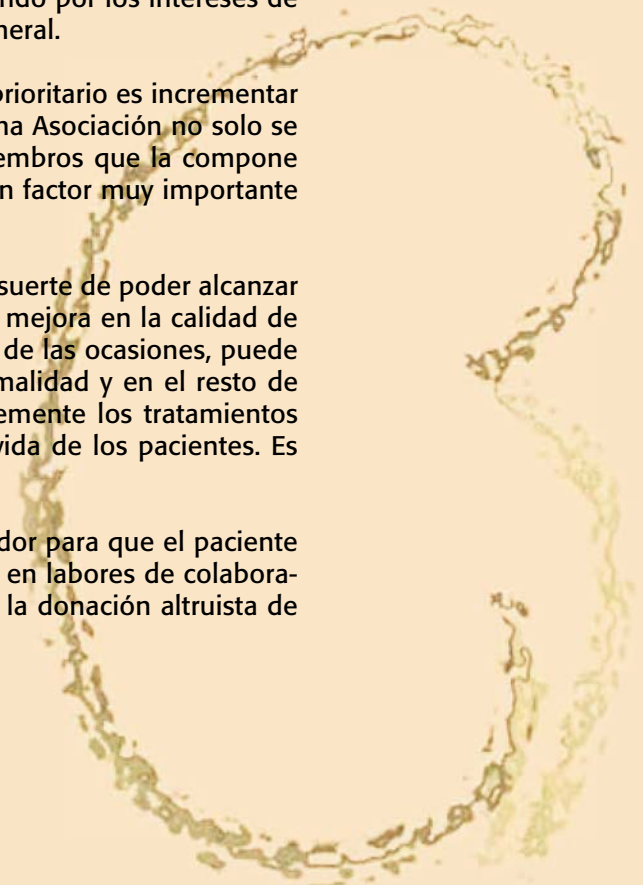 ndo por los intereses de
neral.
prioritario es incrementar
na Asociación no solo se
embros que la compone
n factor muy importante
suerte de poder alcanzar
mejora en la calidad de
de las ocasiones, puede
malidad y en el resto de
emente los tratamientos
vida de los pacientes. Es
dor para que el paciente
en labores de colabora-
la donación altruista de